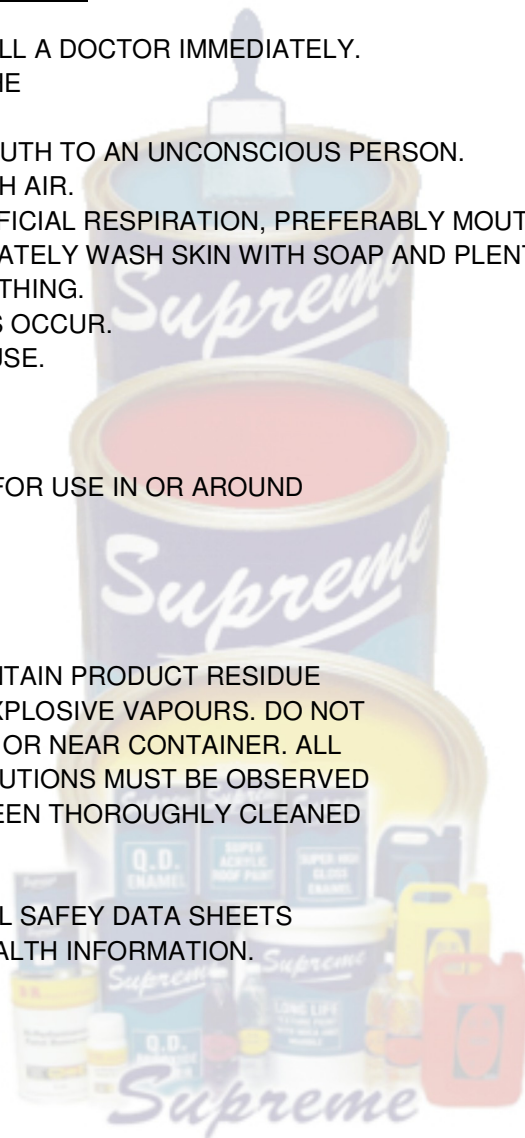 LL A DOCTOR IMMEDIATELY.
HE
UTH TO AN UNCONSCIOUS PERSON.
H AIR.
FICIAL RESPIRATION, PREFERABLY MOUT
ATELY WASH SKIN WITH SOAP AND PLENT
THING.
S OCCUR.
USE.
Supreme
FOR USE IN OR AROUND
Supreme
NTAIN PRODUCT RESIDUE
XPLOSIVE VAPOURS. DO NOT
OR NEAR CONTAINER. ALL
UTIONS MUST BE OBSERVED
EEN THOROUGHLY CLEANED
Q.D.
ENAMEL
SUPER
ACRYLIC
ROOF PAINT
SUPER HIGH
GLOSS
ENAMEL
L SAFEY DATA SHEETS
ALTH INFORMATION.
Supreme
Supreme
Q.D.
LONG LIFE
Supreme